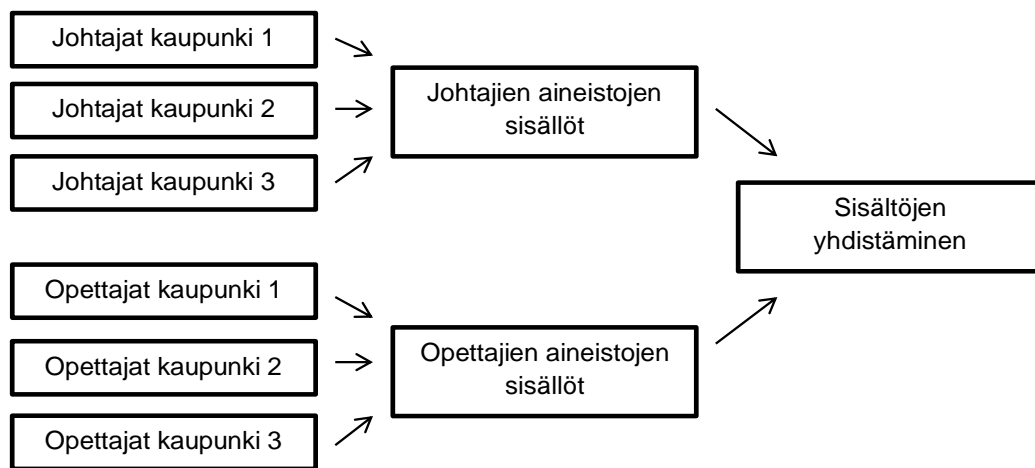 Johtajat kaupunki 1
Johtajat kaupunki 2
Johtajat kaupunki 3
Johtajien aineistojen
sisällöt
Sisältöjen
yhdistäminen
Opettajat kaupunki 1
Opettajat kaupunki 2
Opettajat kaupunki 3
Opettajien aineistojen
sisällöt